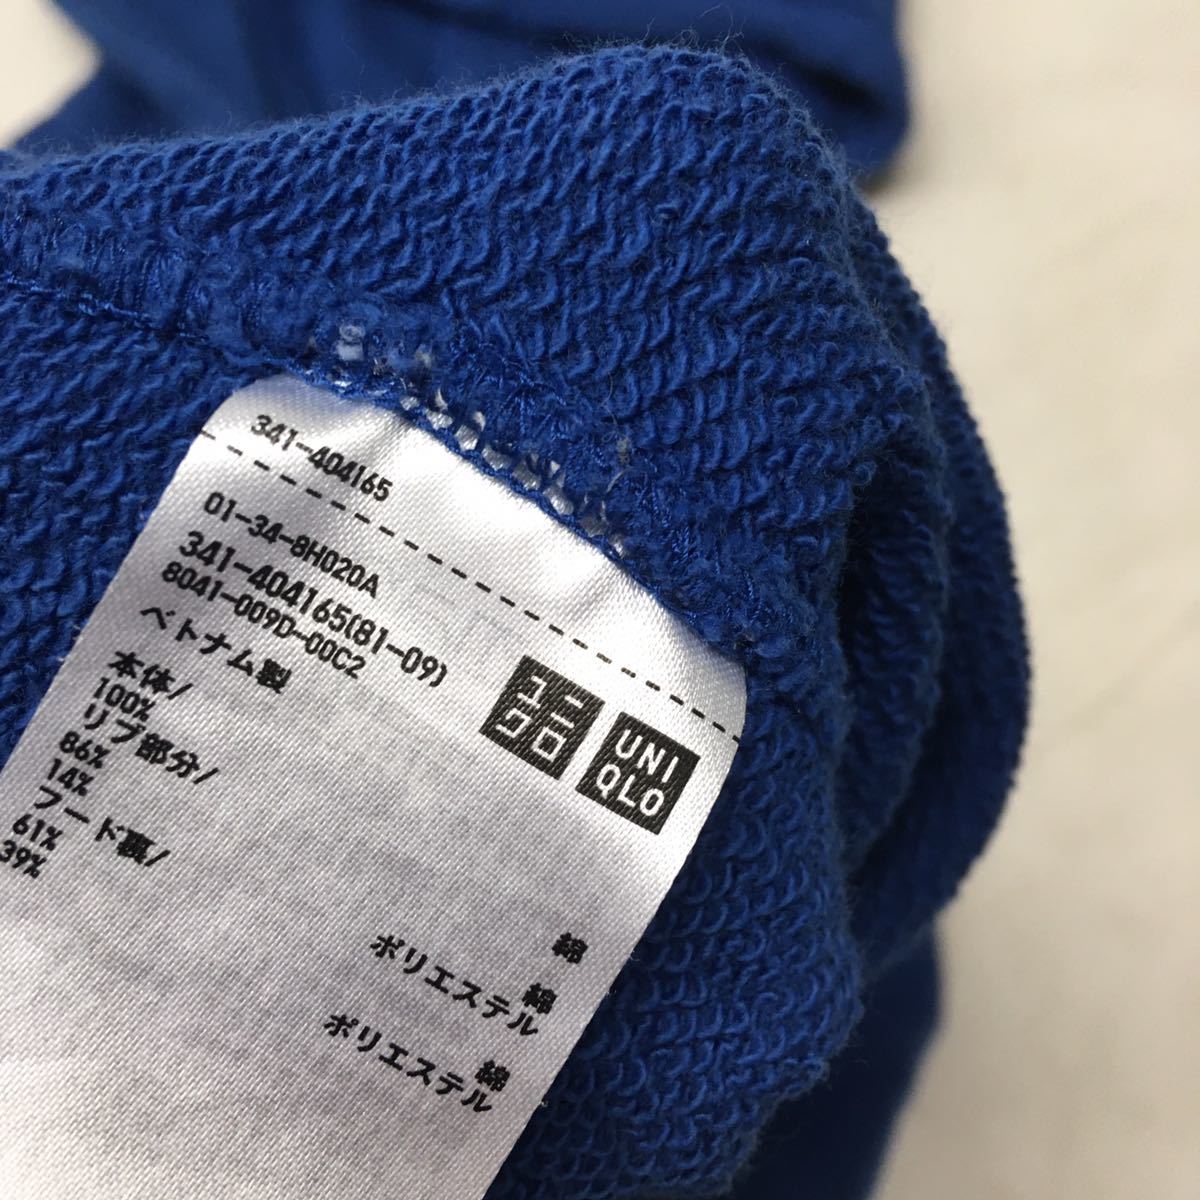 341-404165
01-34-8H020A
341-404165(81-09)
8041-009D-00C2
ベトナム製
ユニ
クロ
UNI
QLO
本体/
100% 綿
リブ部分/
86% 綿
14% ポリエステル
フード裏/
61% 綿
39% ポリエステル